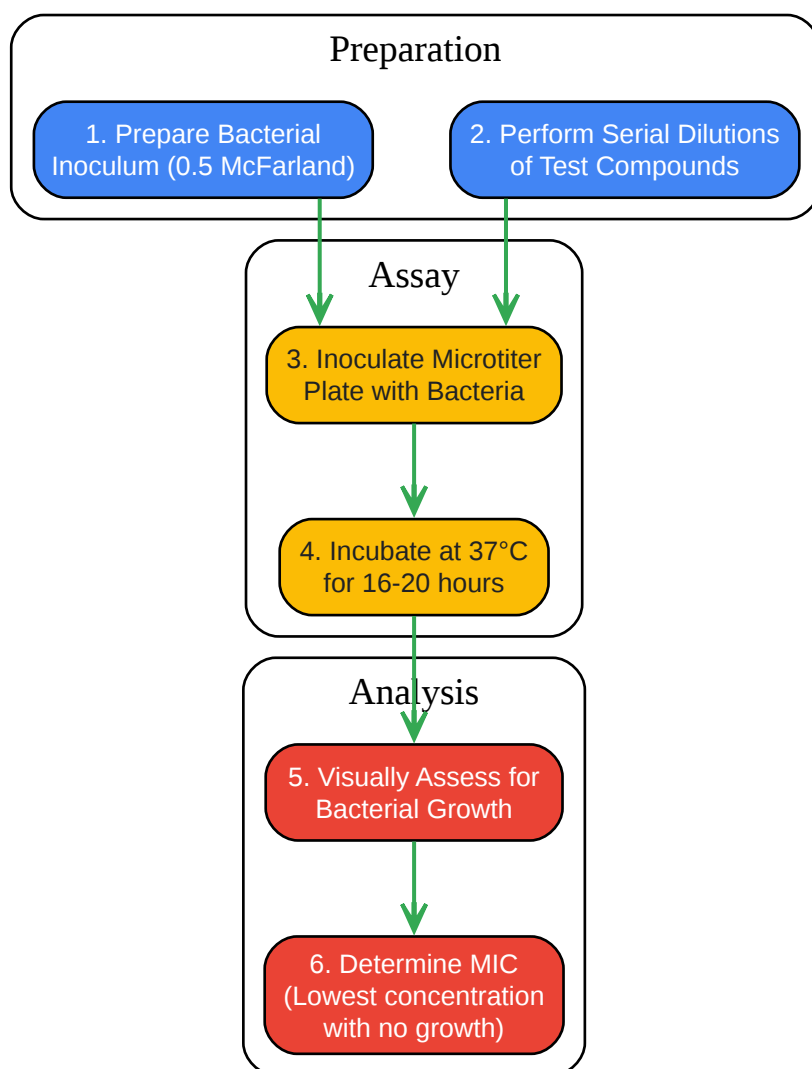 Preparation
1. Prepare Bacterial
Inoculum (0.5 McFarland)
2. Perform Serial Dilutions
of Test Compounds
Assay
3. Inoculate Microtiter
Plate with Bacteria
4. Incubate at 37°C
for 16-20 hours
Analysis
5. Visually Assess for
Bacterial Growth
6. Determine MIC
(Lowest concentration
with no growth)